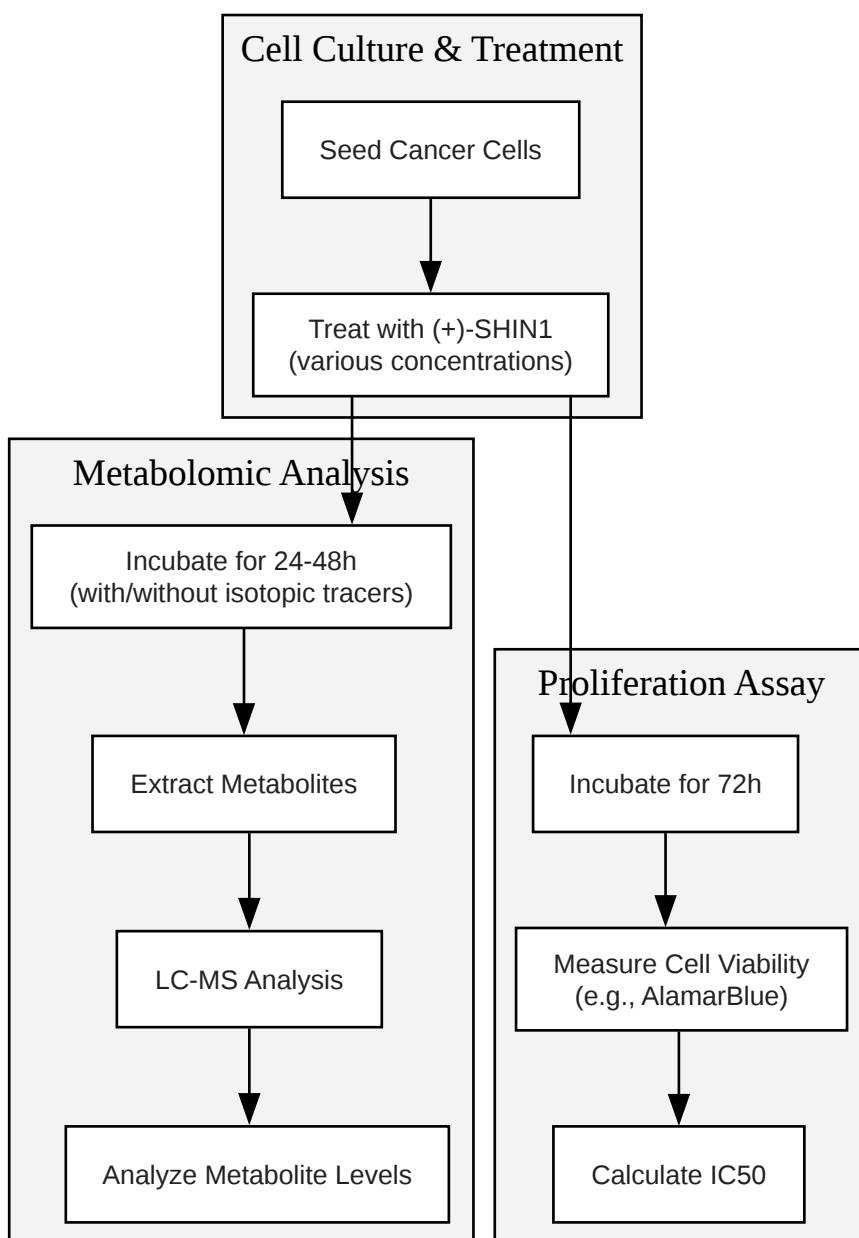 Cell Culture & Treatment
Seed Cancer Cells
Treat with (+)-SHIN1
(various concentrations)
Metabolomic Analysis
Incubate for 24-48h
(with/without isotopic tracers)
Extract Metabolites
LC-MS Analysis
Analyze Metabolite Levels
Proliferation Assay
Incubate for 72h
Measure Cell Viability
(e.g., AlamarBlue)
Calculate IC50